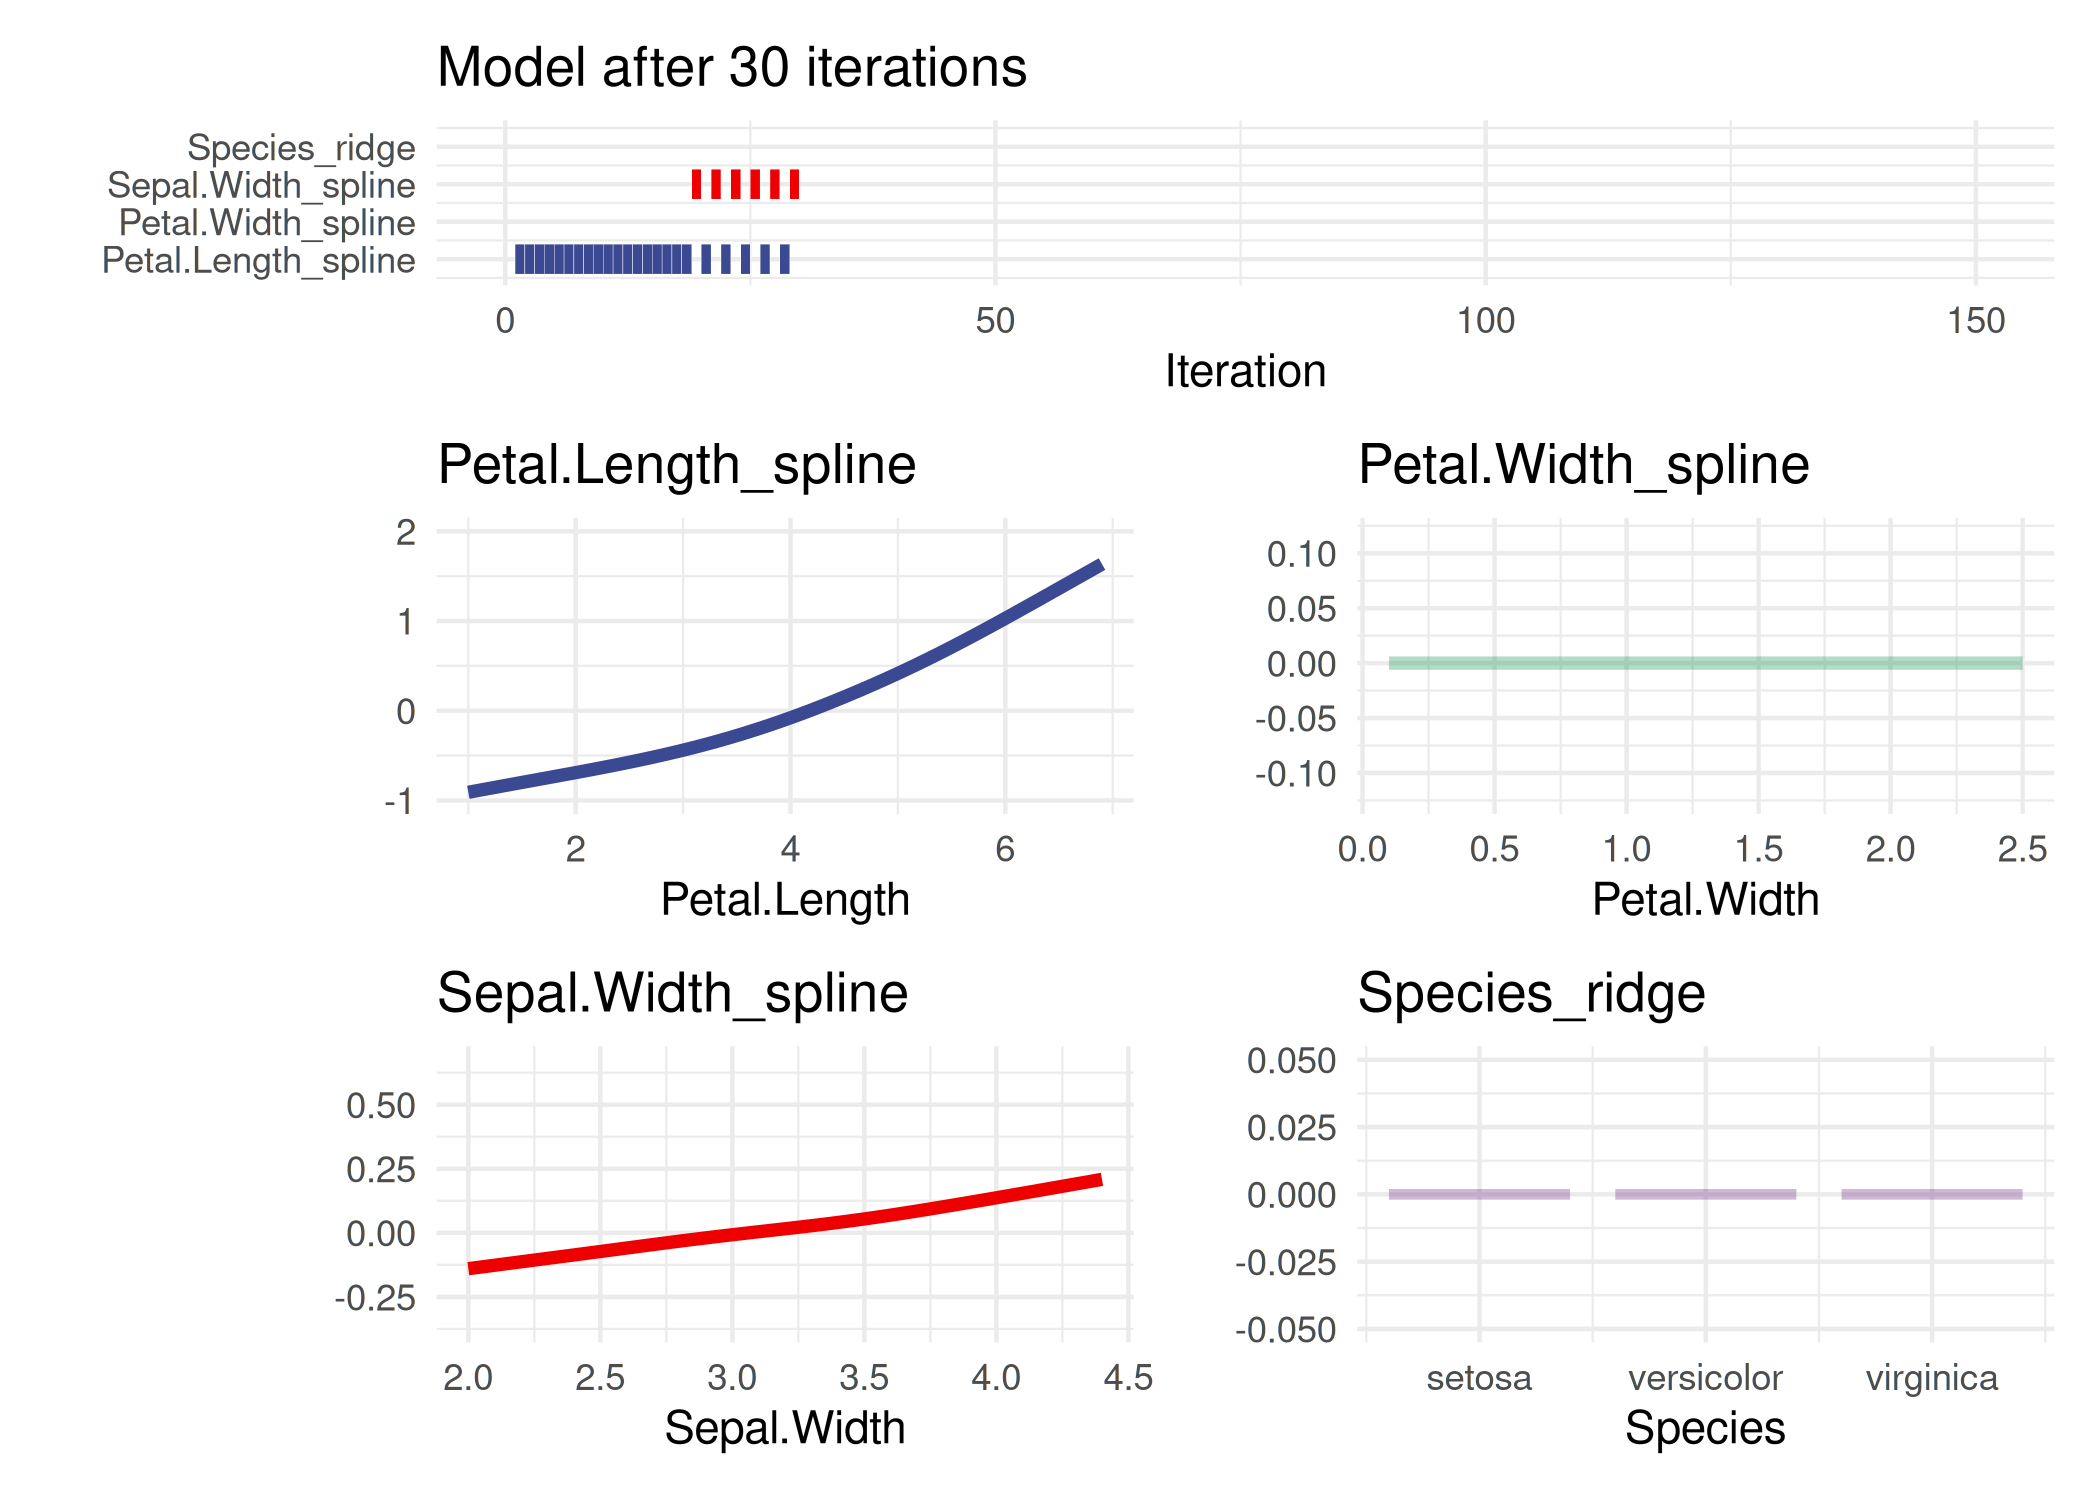 Model after 30 iterations
Species_ridge
Sepal.Width_spline
Petal.Width_spline
Petal.Length_spline
0 50 100 150
Iteration
Petal.Length_spline
2
1
0
-1
2 4 6
Petal.Length
Petal.Width_spline
0.10
0.05
0.00
-0.05
-0.10
0.0 0.5 1.0 1.5 2.0 2.5
Petal.Width
Sepal.Width_spline
0.50
0.25
0.00
-0.25
2.0 2.5 3.0 3.5 4.0 4.5
Sepal.Width
Species_ridge
0.050
0.025
0.000
-0.025
-0.050
setosa versicolor virginica
Species